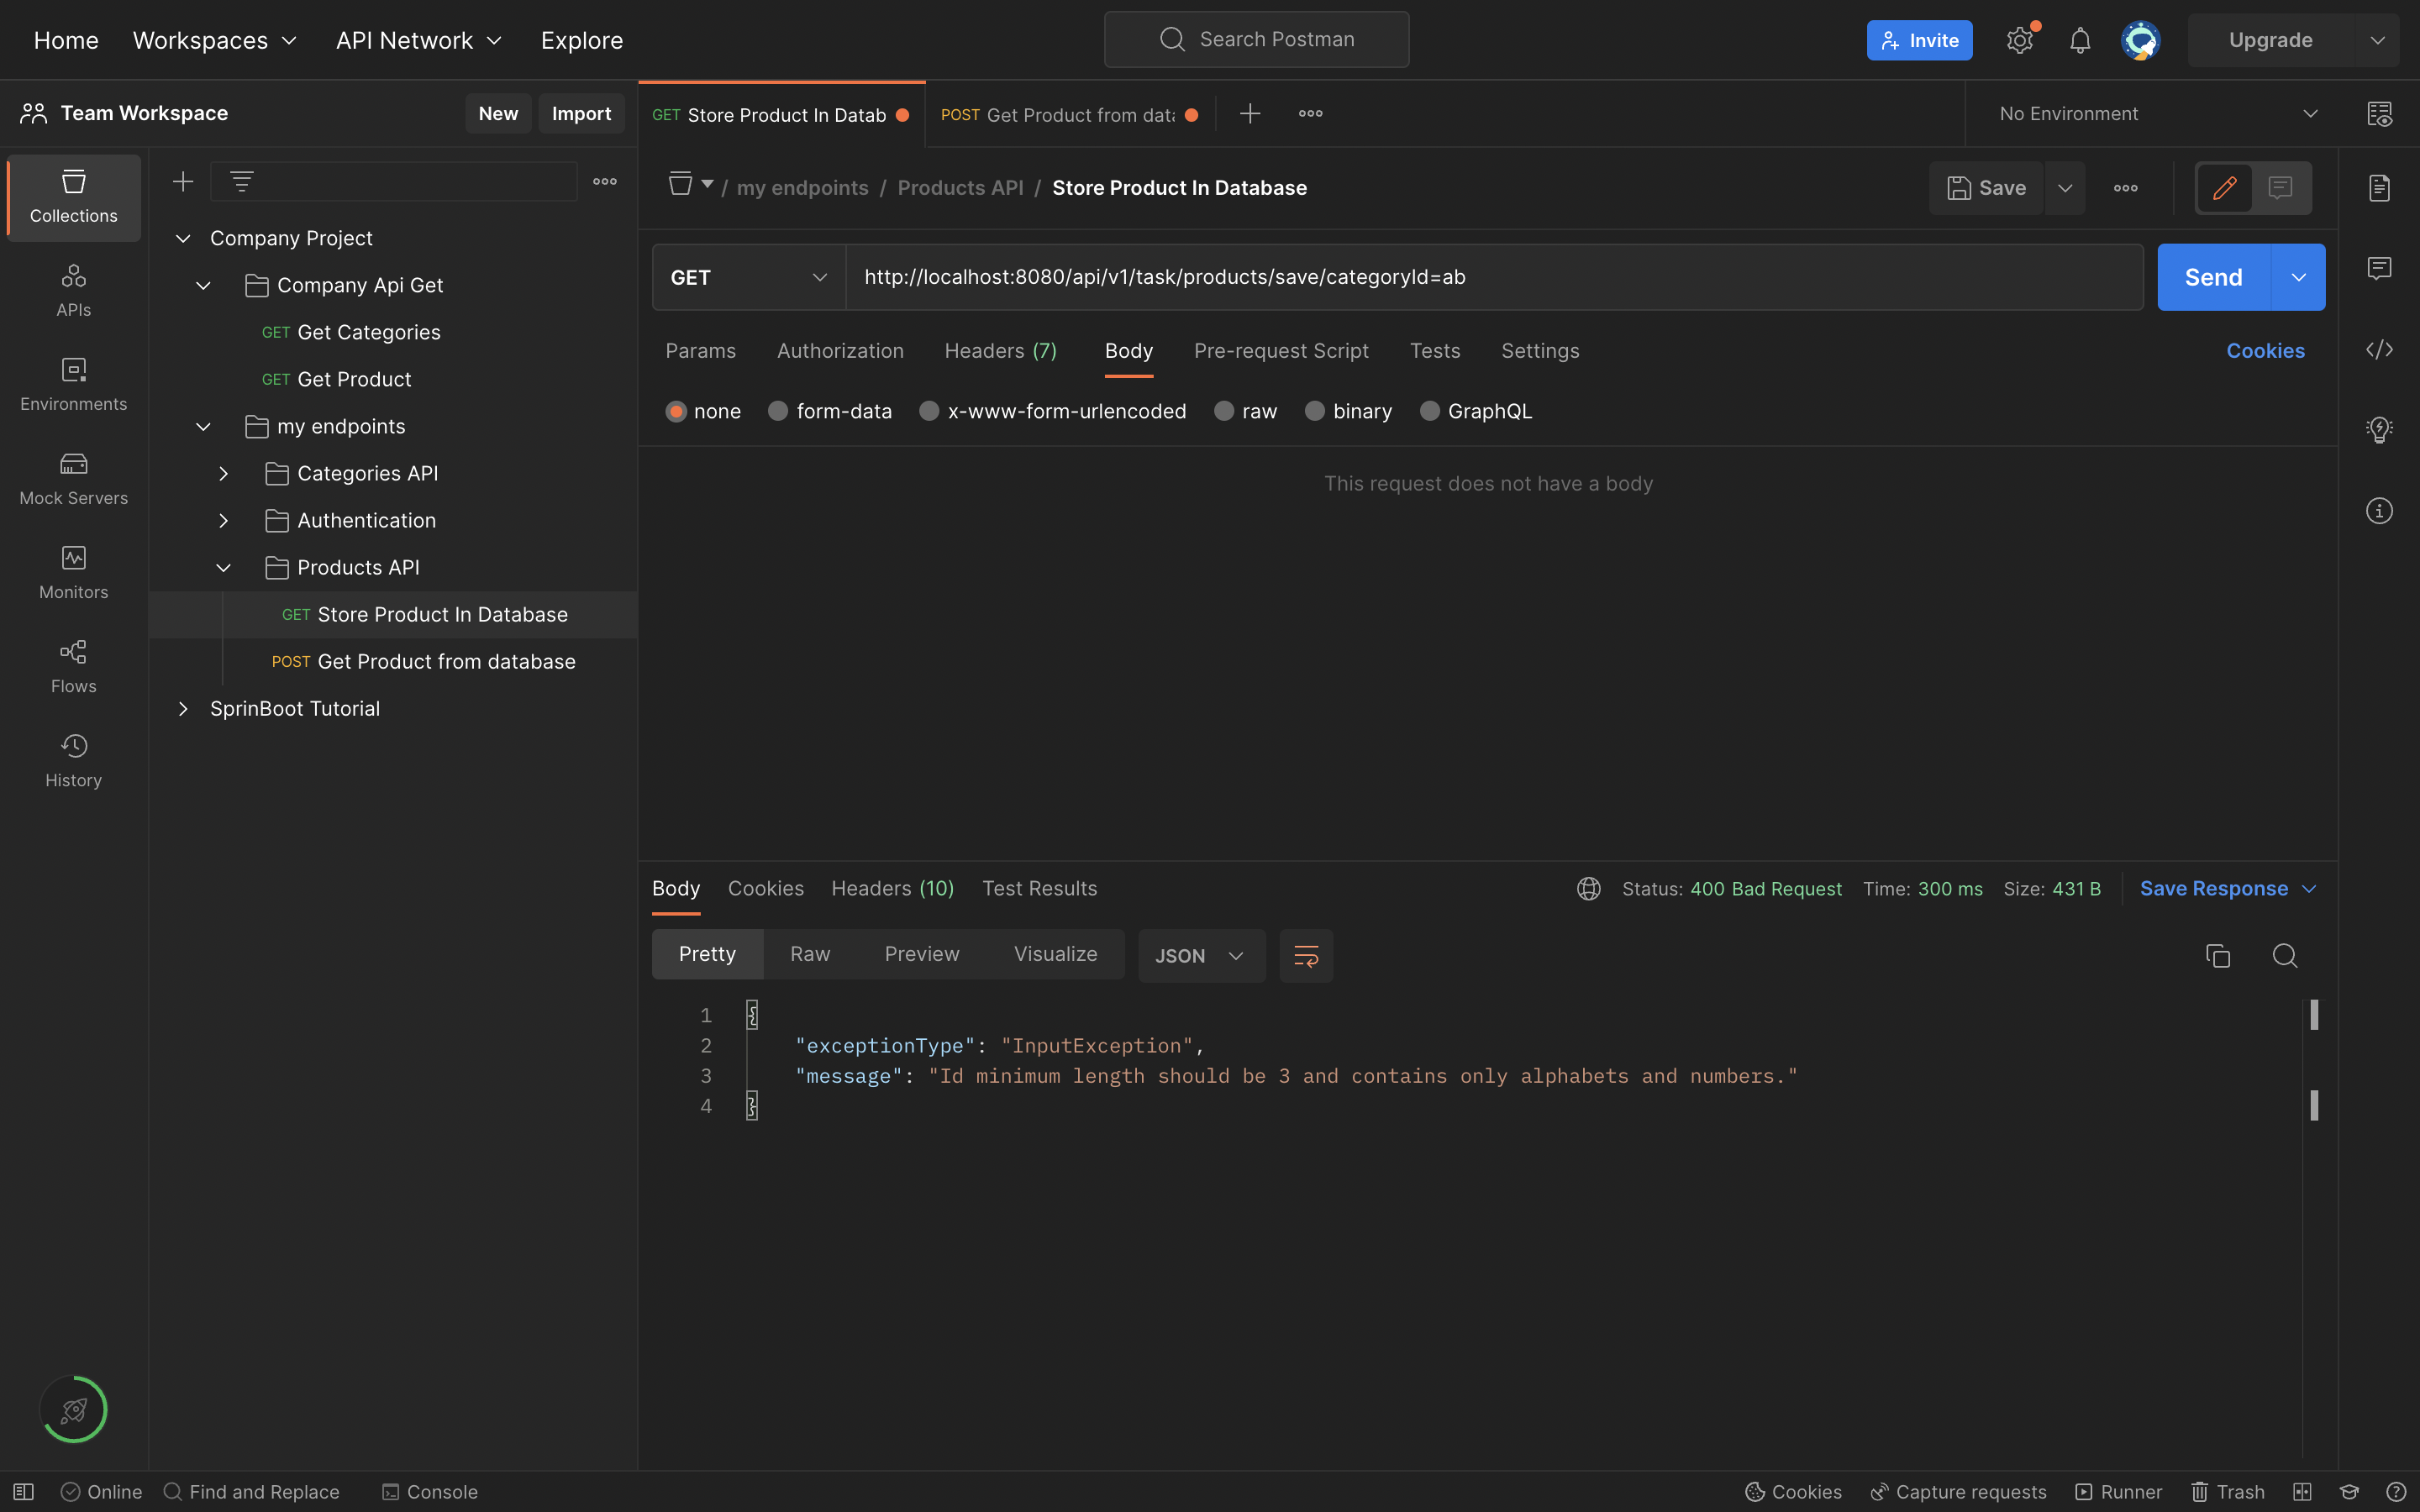 Home Workspaces API Network Explore Search Postman Invite Upgrade
Team Workspace New Import
GET Store Product In Datab POST Get Product from data No Environment
Collections
APIs
Environments
Mock Servers
Monitors
Flows
History
Company Project
Company Api Get
GET Get Categories
GET Get Product
my endpoints
Categories API
Authentication
Products API
GET Store Product In Database
POST Get Product from database
SprinBoot Tutorial
/ my endpoints / Products API / Store Product In Database Save
GET http://localhost:8080/api/v1/task/products/save/categoryId=ab Send
Params Authorization Headers (7) Body Pre-request Script Tests Settings Cookies
none form-data x-www-form-urlencoded raw binary GraphQL
This request does not have a body
Body Cookies Headers (10) Test Results Status: 400 Bad Request Time: 300 ms Size: 431 B Save Response
Pretty Raw Preview Visualize JSON
1 {
2 "exceptionType": "InputException",
3 "message": "Id minimum length should be 3 and contains only alphabets and numbers."
4 }
Online Find and Replace Console Cookies Capture requests Runner Trash